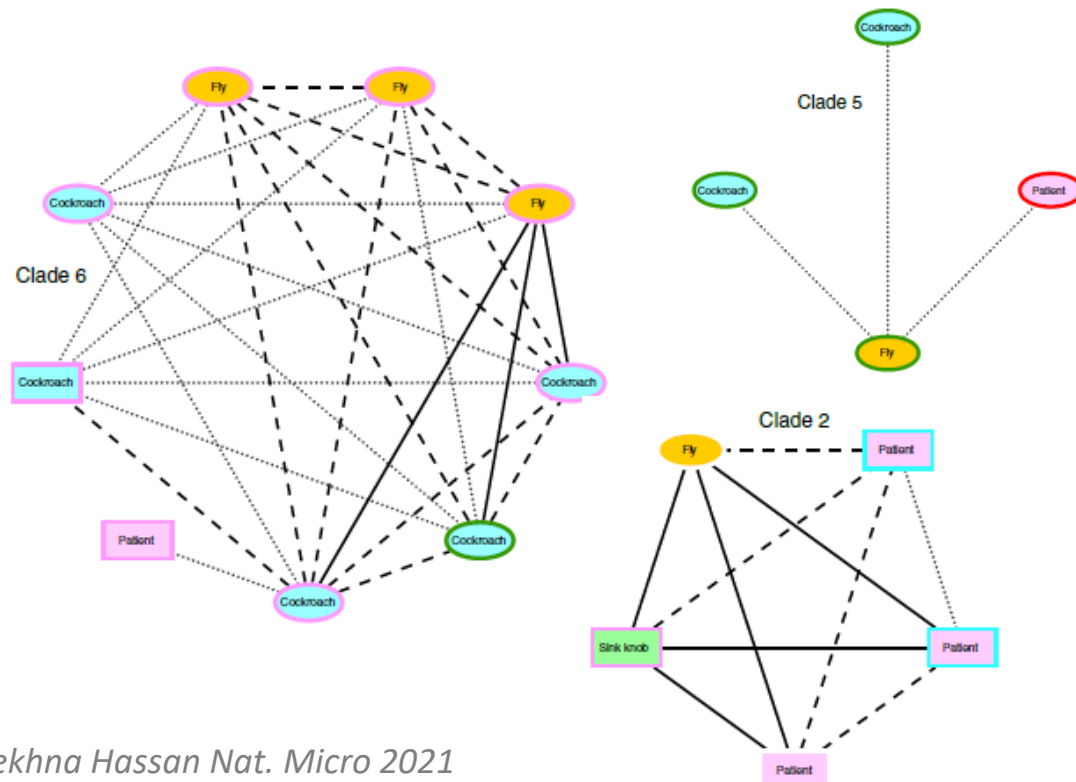 Cockroach
Fly
Fly
Clade 5
Cockroach
Patient
Cockroach
Fly
Clade 6
Fly
Cockroach
Cockroach
Clade 2
Fly
Patient
Patient
Cockroach
Cockroach
Sink knob
Patient
Patient
ekhna Hassan Nat. Micro 2021